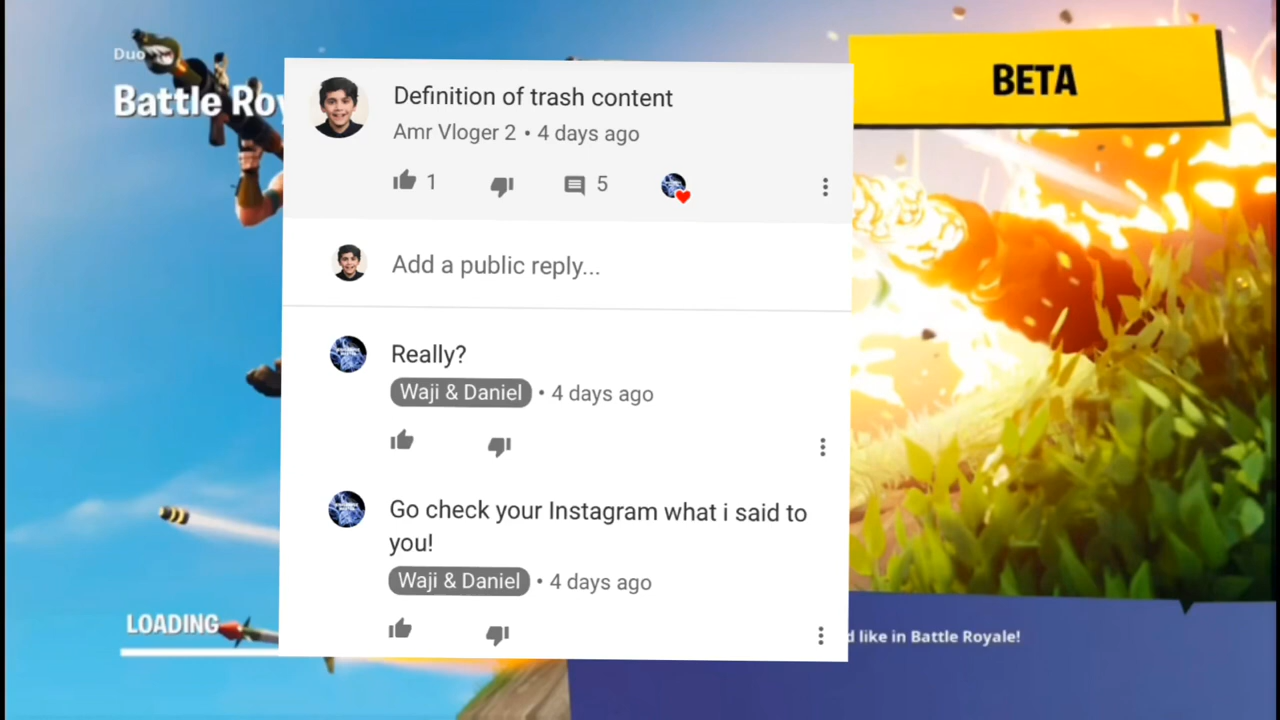 Duo
Battle Roy
BETA
Definition of trash content
Amr Vloger 2 • 4 days ago
1
5
Add a public reply...
Really?
Waji & Daniel • 4 days ago
Go check your Instagram what i said to
you!
Waji & Daniel • 4 days ago
LOADING
like in Battle Royale!